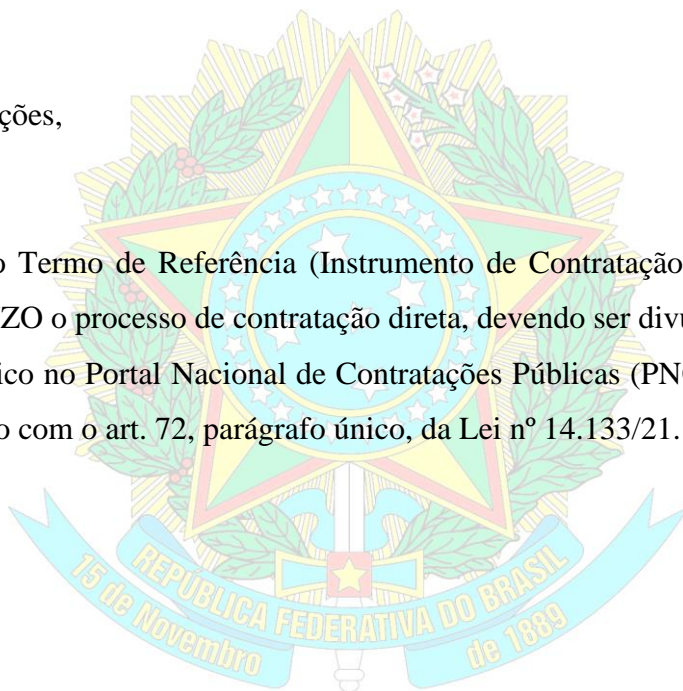 ções,
o Termo de Referência (Instrumento de Contratação
ZO o processo de contratação direta, devendo ser divu
ico no Portal Nacional de Contratações Públicas (PN
o com o art. 72, parágrafo único, da Lei nº 14.133/21.
REPÚBLICA FEDERATIVA DO BRASIL
15 de Novembro
de 1889